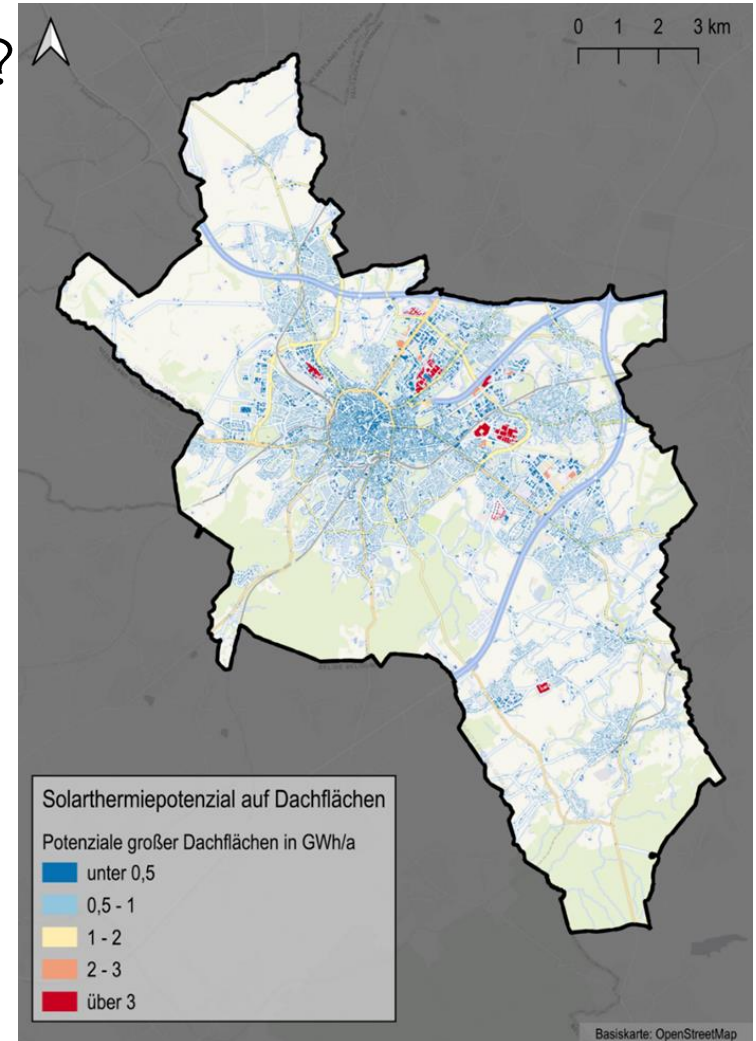 ?
0 1 2 3 km
Solarthermiepotenzial auf Dachflächen
Potenziale großer Dachflächen in GWh/a
unter 0,5
0,5 - 1
1 - 2
2 - 3
über 3
Basiskarte: OpenStreetMap